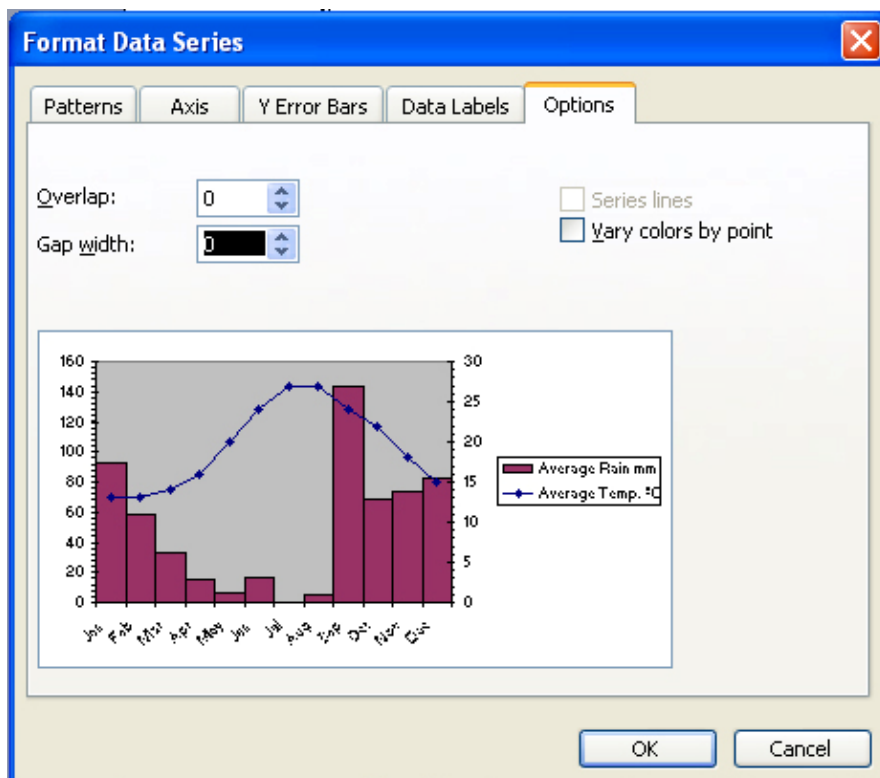 Format Data Series
Patterns Axis Y Error Bars Data Labels Options
Overlap: 0
Series lines
Gap width: 0
Vary colors by point
160 30
140 25
120
100 20
80 15
60 10
40
20 5
0 0
Average Rain mm
Average Temp. °C
Jan Feb Mar Apr May Jun Jul Aug Sep Oct Nov Dec
OK Cancel